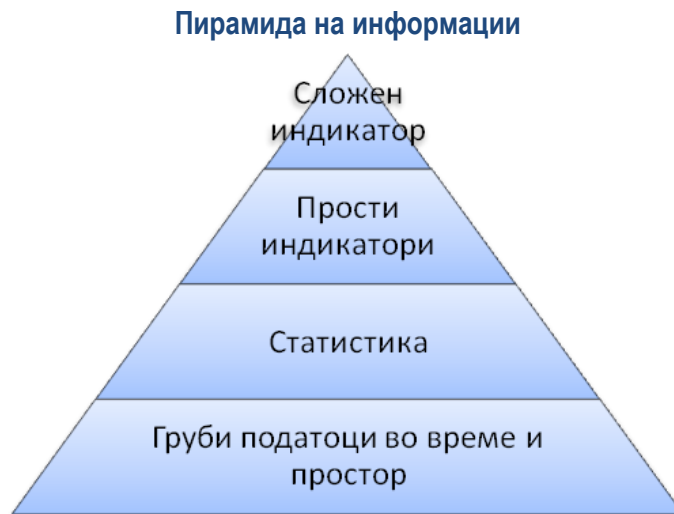 Пирамида на информации
Сложен
индикатор
Прости
индикатори
Статистика
Груби податоци во време и
простор